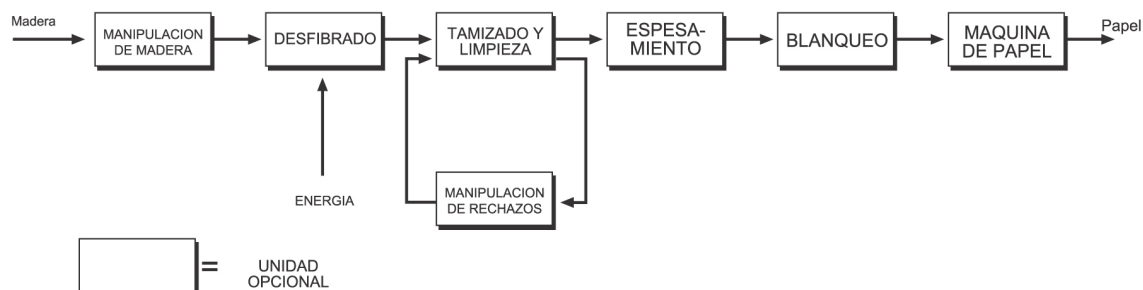 Madera
MANIPULACION
DE MADERA
DESFIBRADO
TAMIZADO Y
LIMPIEZA
ESPESA-
MIENTO
BLANQUEO
MAQUINA
DE PAPEL
Papel
ENERGIA
MANIPULACION
DE RECHAZOS
=
UNIDAD
OPCIONAL